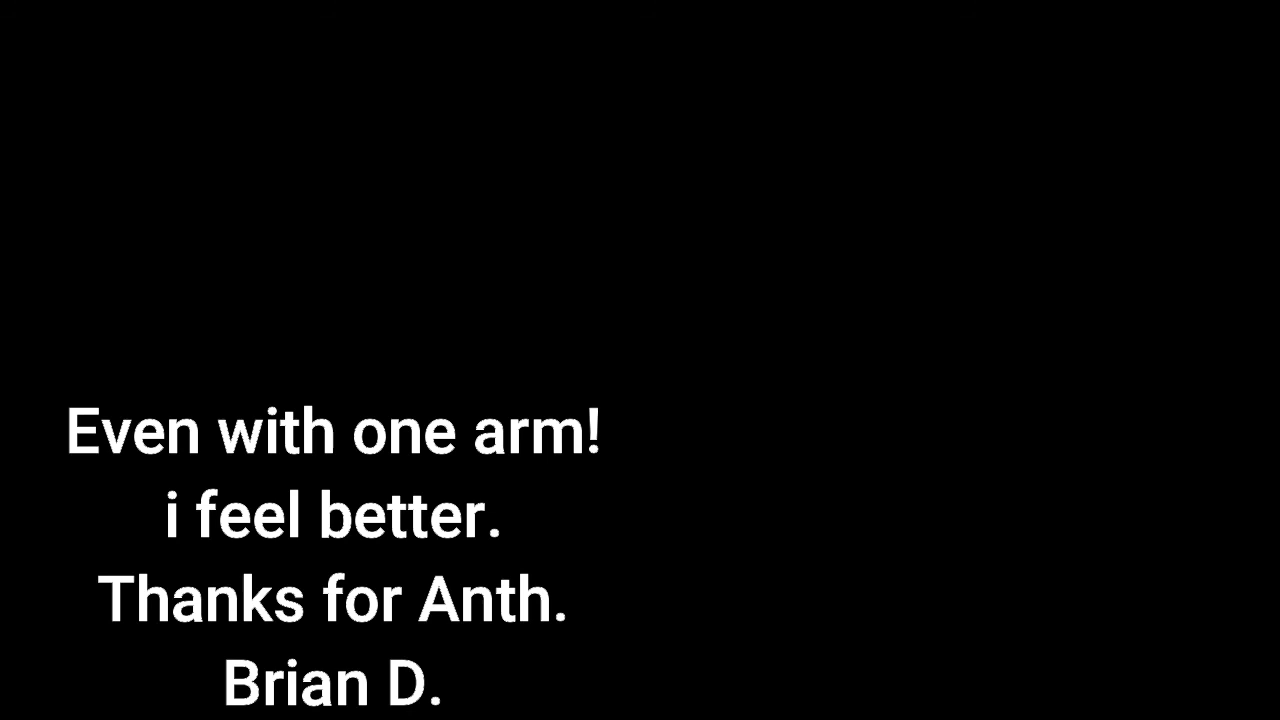 Even with one arm!
i feel better.
Thanks for Anth.
Brian D.